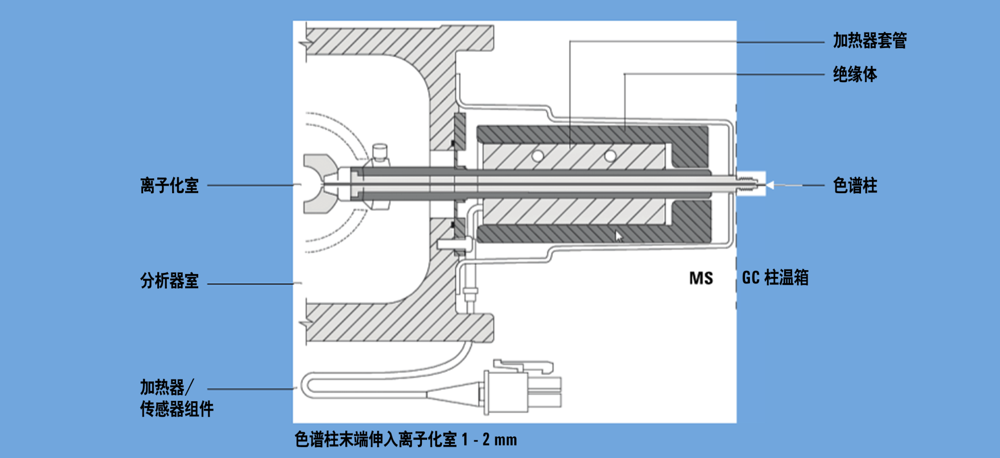 加热器套管
绝缘体
离子化室
色谱柱
分析器室
MS
GC 柱温箱
加热器/
传感器组件
色谱柱末端伸入离子化室 1 - 2 mm